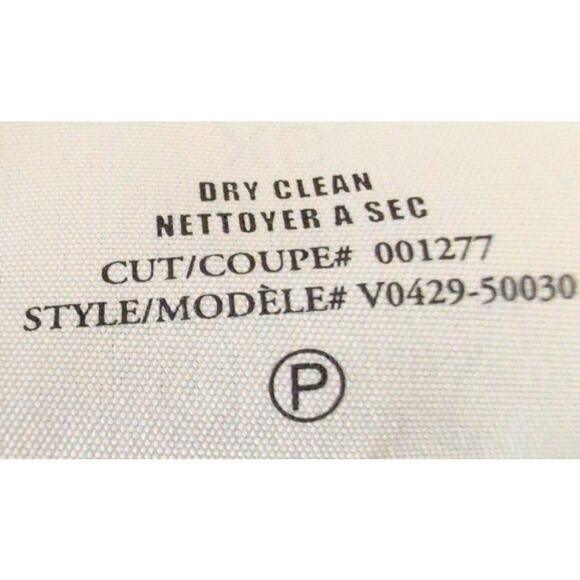 DRY CLEAN
NETTOYER A SEC
CUT/COUPE# 001277
STYLE/MODÈLE# V0429-50030
P